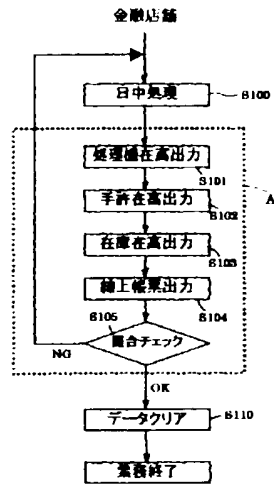 金融店舗
日中処理
S100
処理機在高出力
S101
A
手許在高出力
S102
在庫在高出力
S103
締上帳票出力
S104
S105
照合チェック
NG
OK
データクリア
S110
業務終了